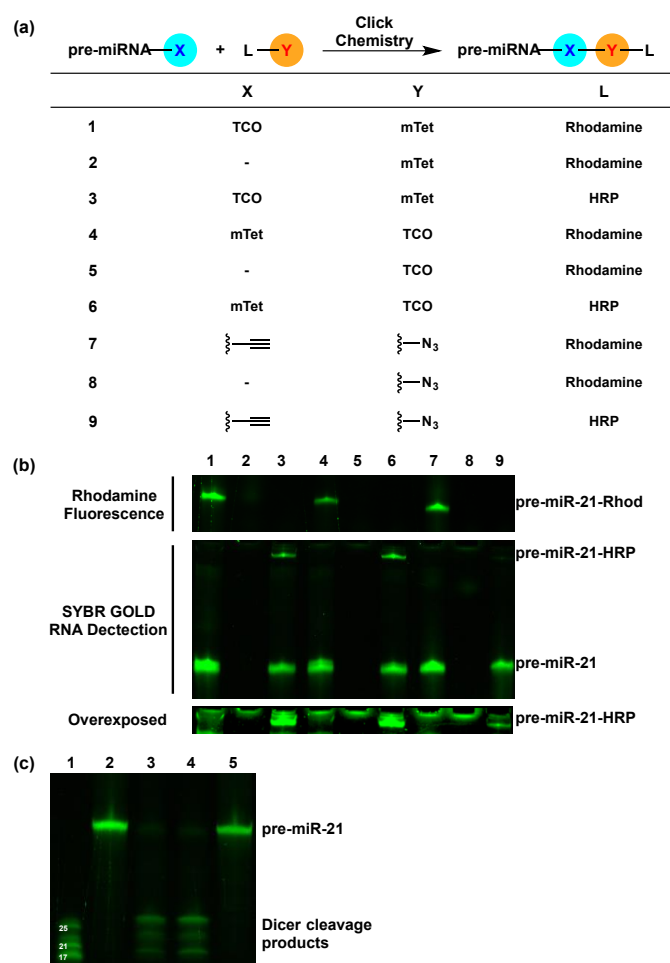 (a)
pre-miRNA X + L Y Click Chemistry pre-miRNA X Y L
X Y L
1 TCO mTet Rhodamine
2 - mTet Rhodamine
3 TCO mTet HRP
4 mTet TCO Rhodamine
5 - TCO Rhodamine
6 mTet TCO HRP
7 N3 Rhodamine
8 - N3 Rhodamine
9 N3 HRP
(b)
1 2 3 4 5 6 7 8 9
Rhodamine
Fluorescence
pre-miR-21-Rhod
pre-miR-21-HRP
SYBR GOLD
RNA Dectection
pre-miR-21
Overexposed pre-miR-21-HRP
(c)
1 2 3 4 5
pre-miR-21
25
21
17
Dicer cleavage
products